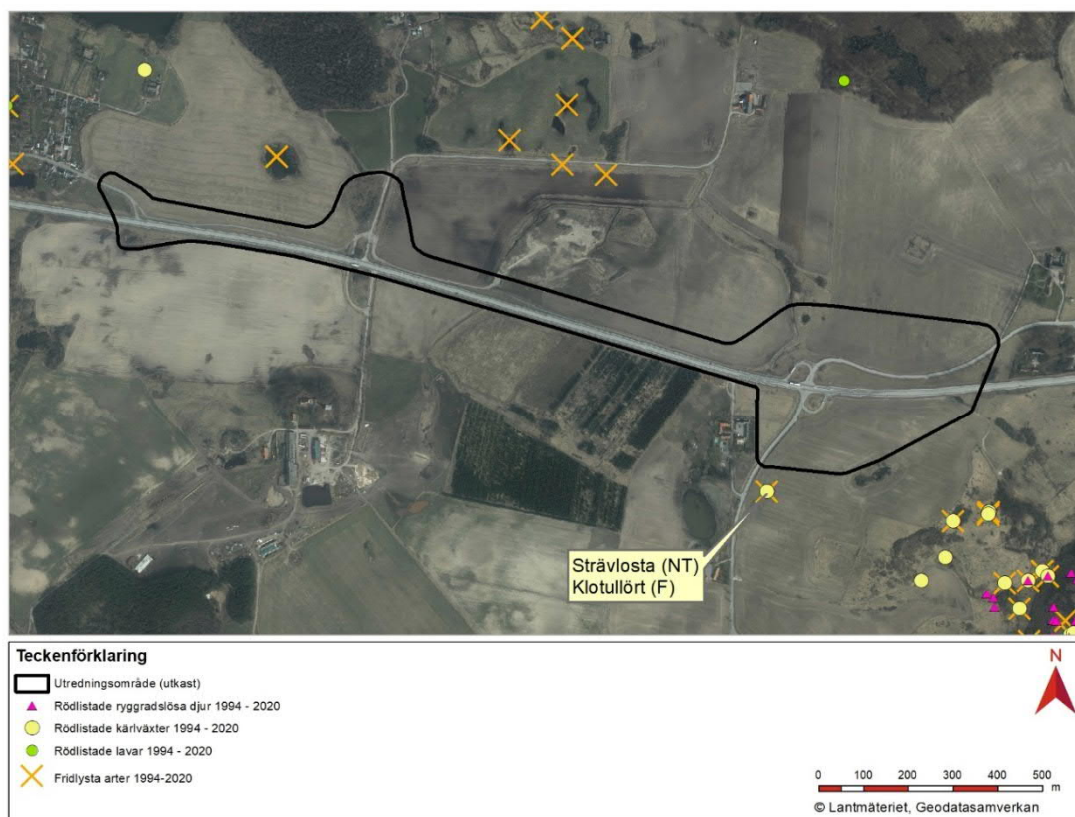 Strävlosta (NT)
Klotullört (F)
Teckenförklaring
Utredningsområde (utkast)
Rödlistade ryggradslösa djur 1994 - 2020
Rödlistade kärlväxter 1994 - 2020
Rödlistade lavar 1994 - 2020
Fridlysta arter 1994-2020
N
0 100 200 300 400 500
m
© Lantmäteriet, Geodatasamverkan